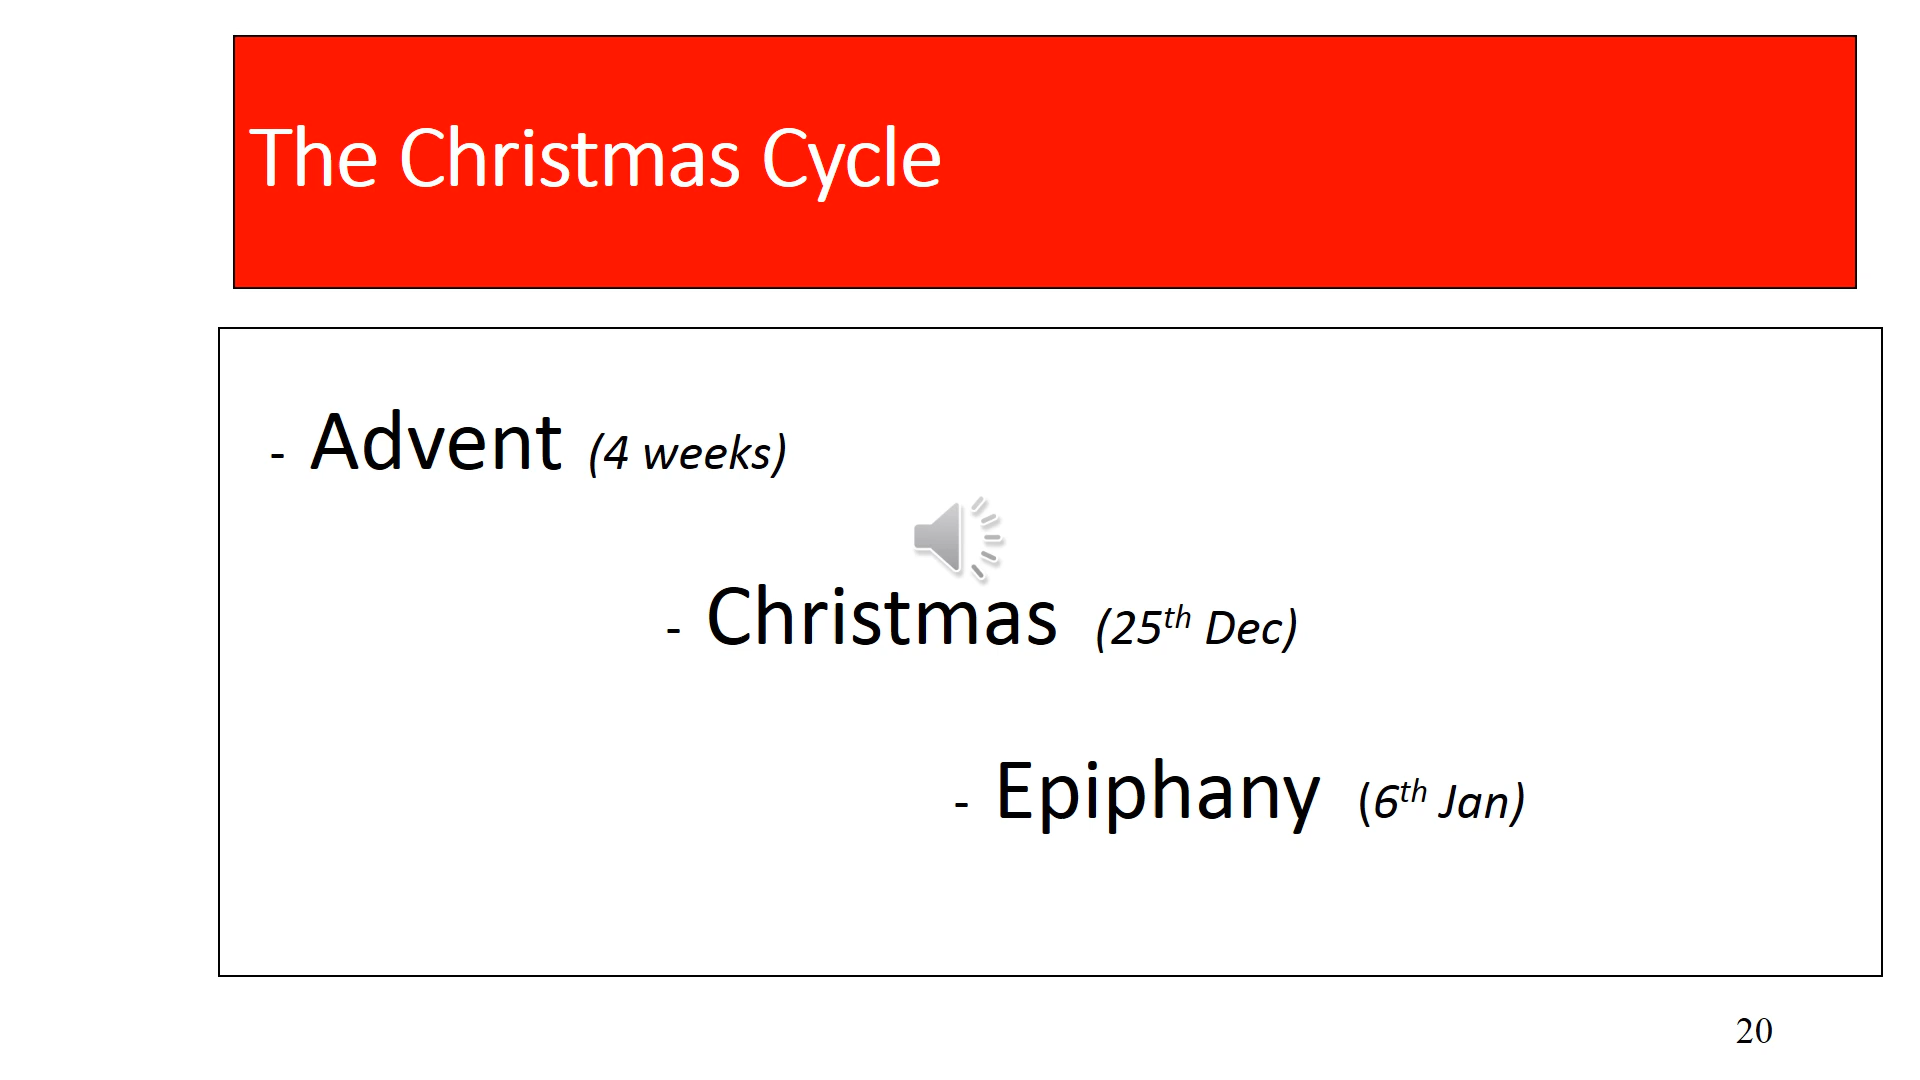 The Christmas Cycle
- Advent (4 weeks)
- Christmas (25th Dec)
- Epiphany (6th Jan)
20